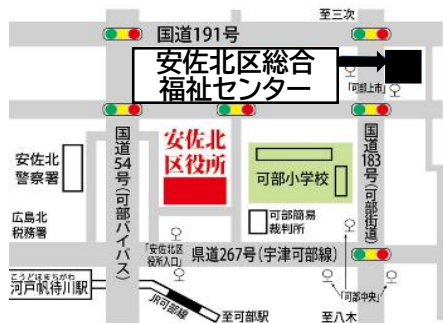 至三次
国道191号
安佐北区総合
福祉センター
「可部上市」
国道54号(可部バイパス)
安佐北
区役所
国道183号(可部街道)
安佐北
警察署
可部小学校
広島北
税務署
可部簡易
裁判所
「安佐北区
役所入口」
県道267号(宇津可部線)
こうどほまちがわ
河戸帆待川駅
JR可部線
至可部駅
「可部中央」
至八木